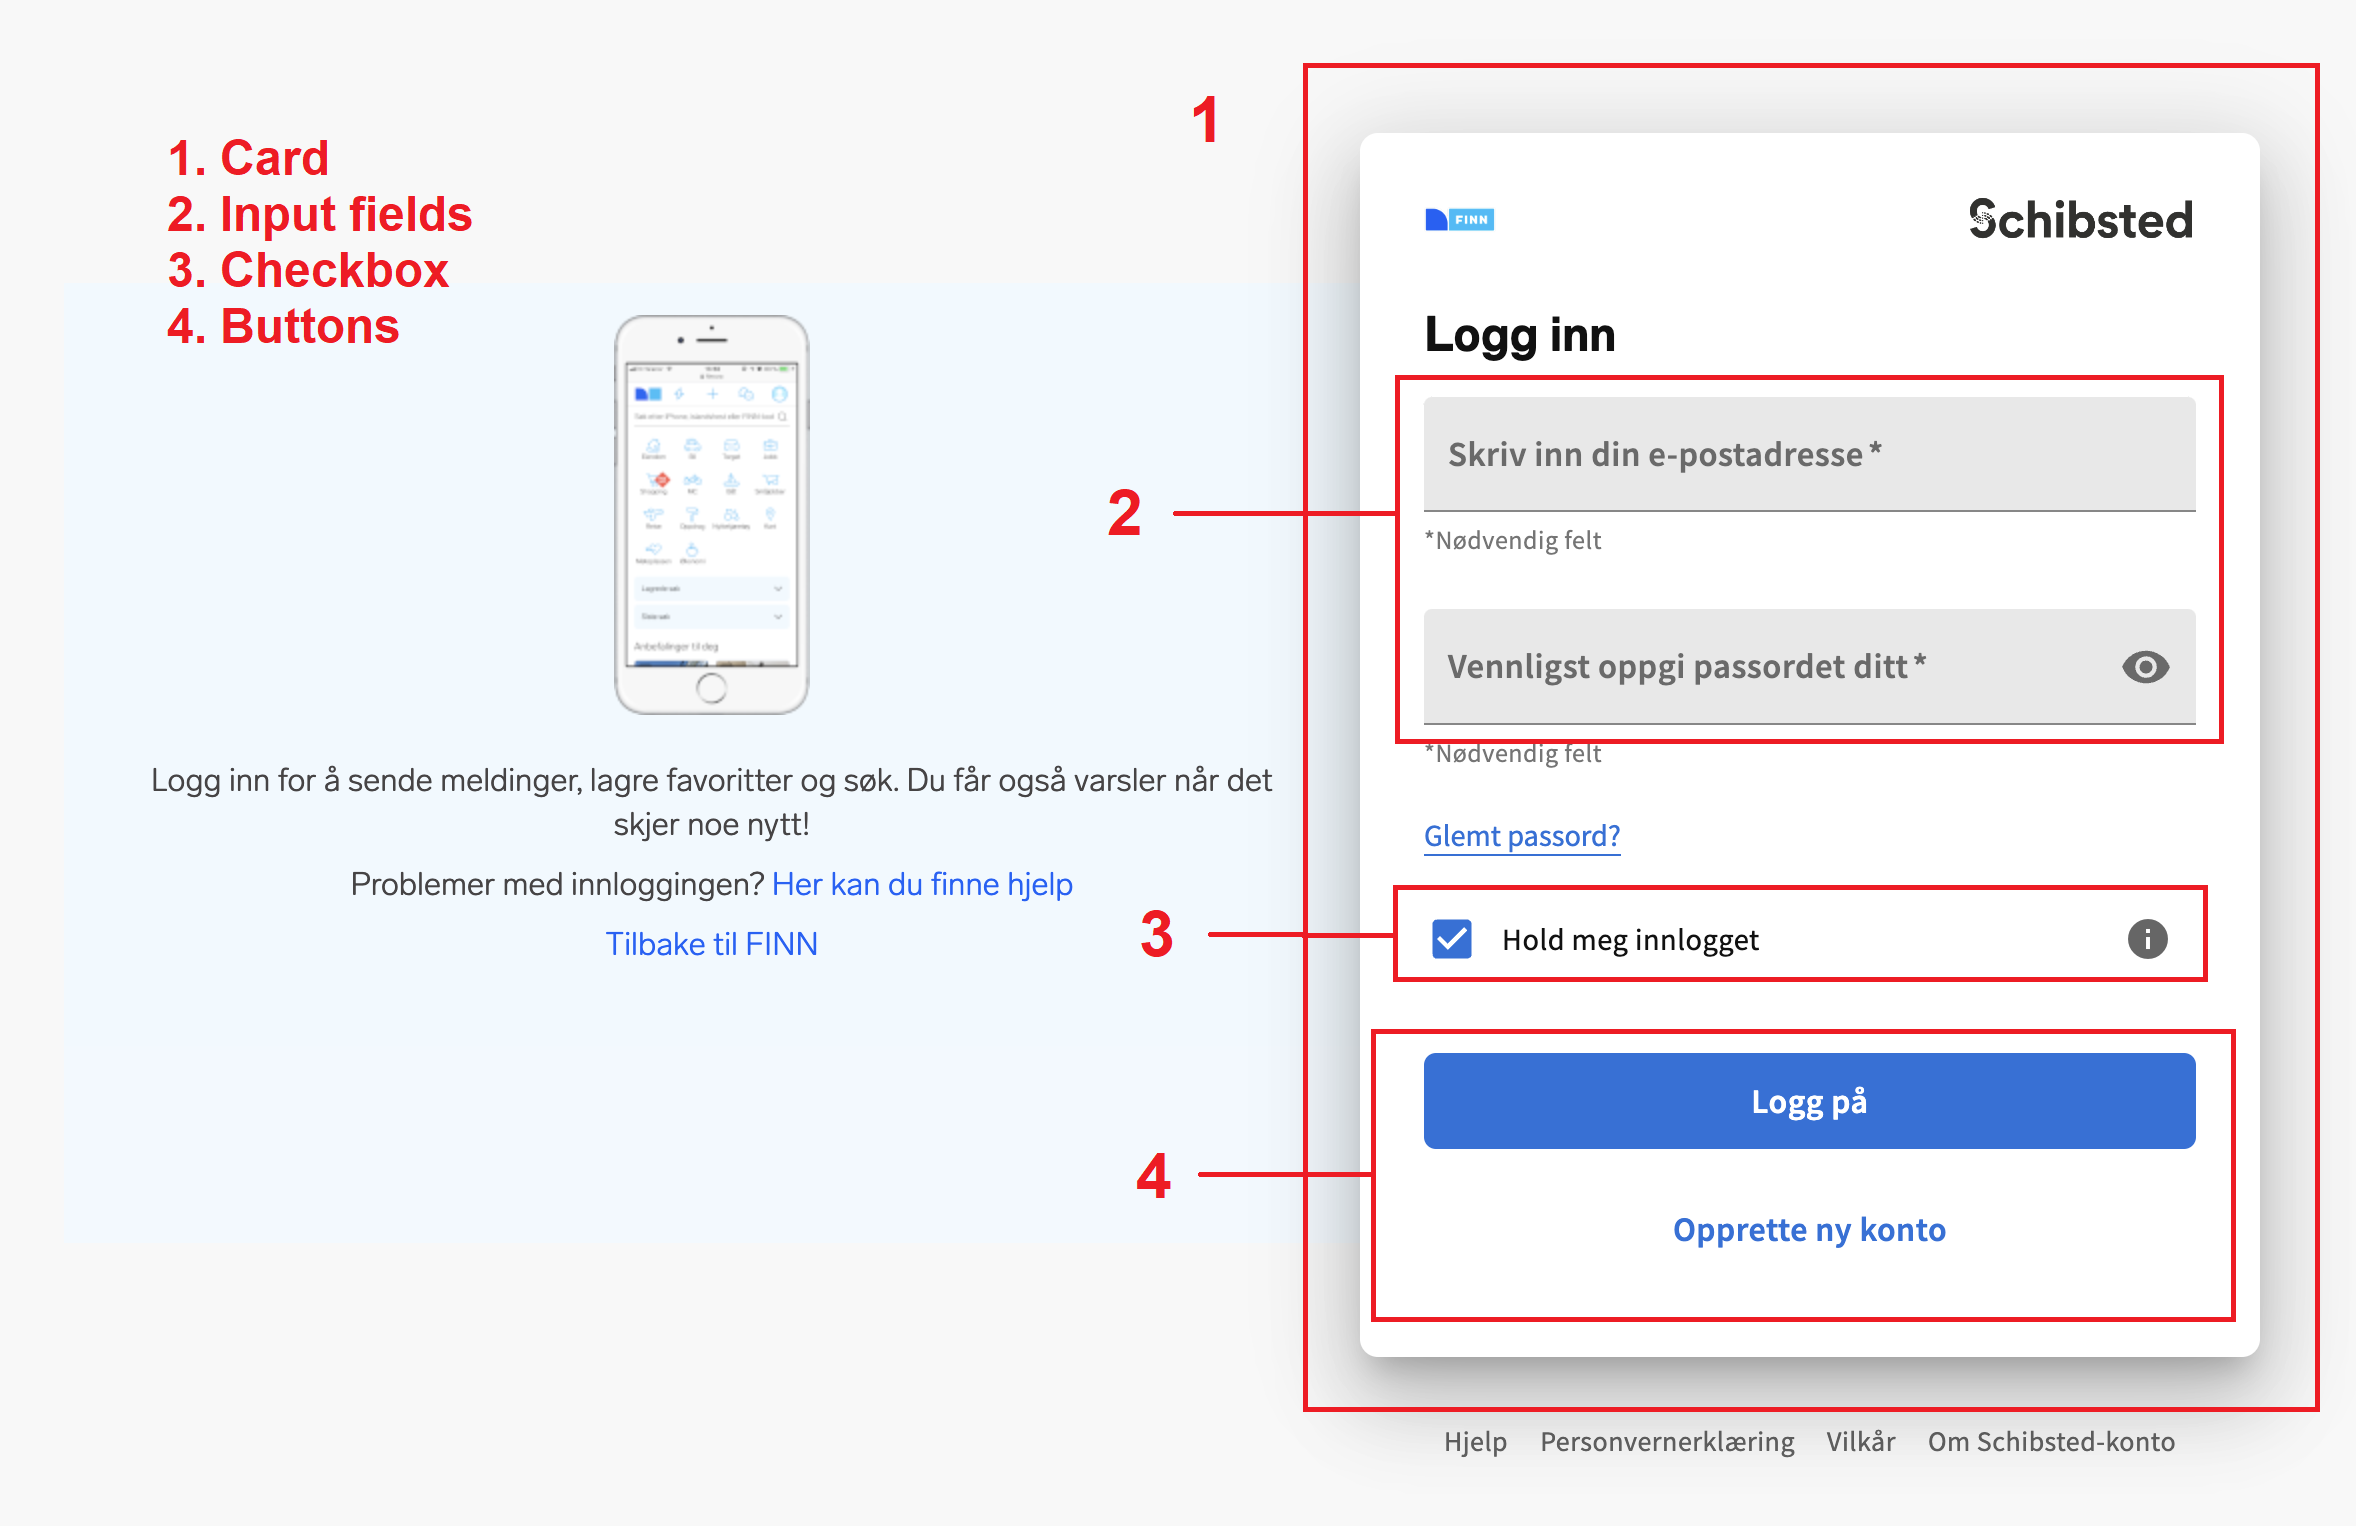 1
1. Card
2. Input fields
3. Checkbox
4. Buttons
FINN
Schibsted
Logg inn
2
Skriv inn din e-postadresse*
*Nødvendig felt
Vennligst oppgi passordet ditt*
*Nødvendig felt
Anbefalinger til deg
Logg inn for å sende meldinger, lagre favoritter og søk. Du får også varsler når det
skjer noe nytt!
Problemer med innloggingen? Her kan du finne hjelp
Tilbake til FINN
Glemt passord?
3
Hold meg innlogget
Logg på
4
Opprette ny konto
Hjelp Personvernerklæring Vilkår Om Schibsted-konto